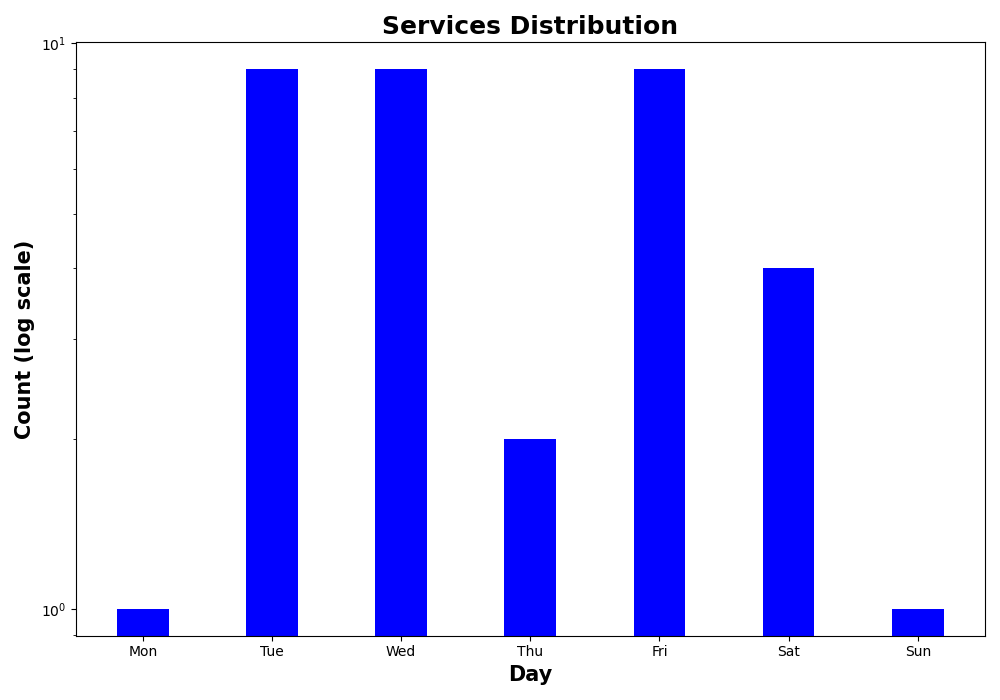 Services Distribution
Count (log scale)
10¹
10⁰
Mon Tue Wed Thu Fri Sat Sun
Day